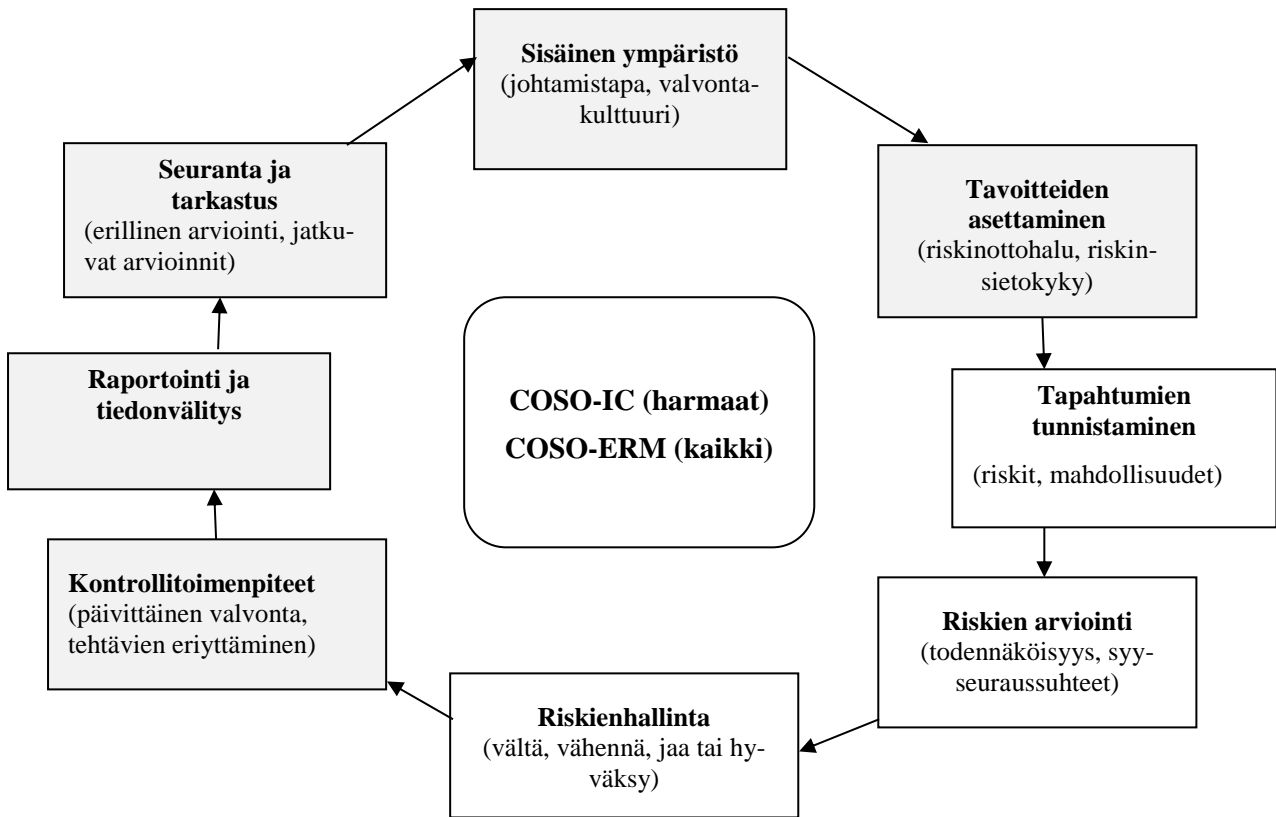 Sisäinen ympäristö
(johtamistapa, valvonta-
kulttuuri)
Tavoitteiden
asettaminen
(riskinottohalu, riskin-
sietokyky)
Tapahtumien
tunnistaminen
(riskit, mahdollisuudet)
Riskien arviointi
(todennäköisyys, syy-
seuraussuhteet)
Riskienhallinta
(vältä, vähennä, jaa tai hy-
väksy)
Kontrollitoimenpiteet
(päivittäinen valvonta,
tehtävien eriyttäminen)
Raportointi ja
tiedonvälitys
Seuranta ja
tarkastus
(erillinen arviointi, jatku-
vat arvioinnit)
COSO-IC (harmaat)
COSO-ERM (kaikki)